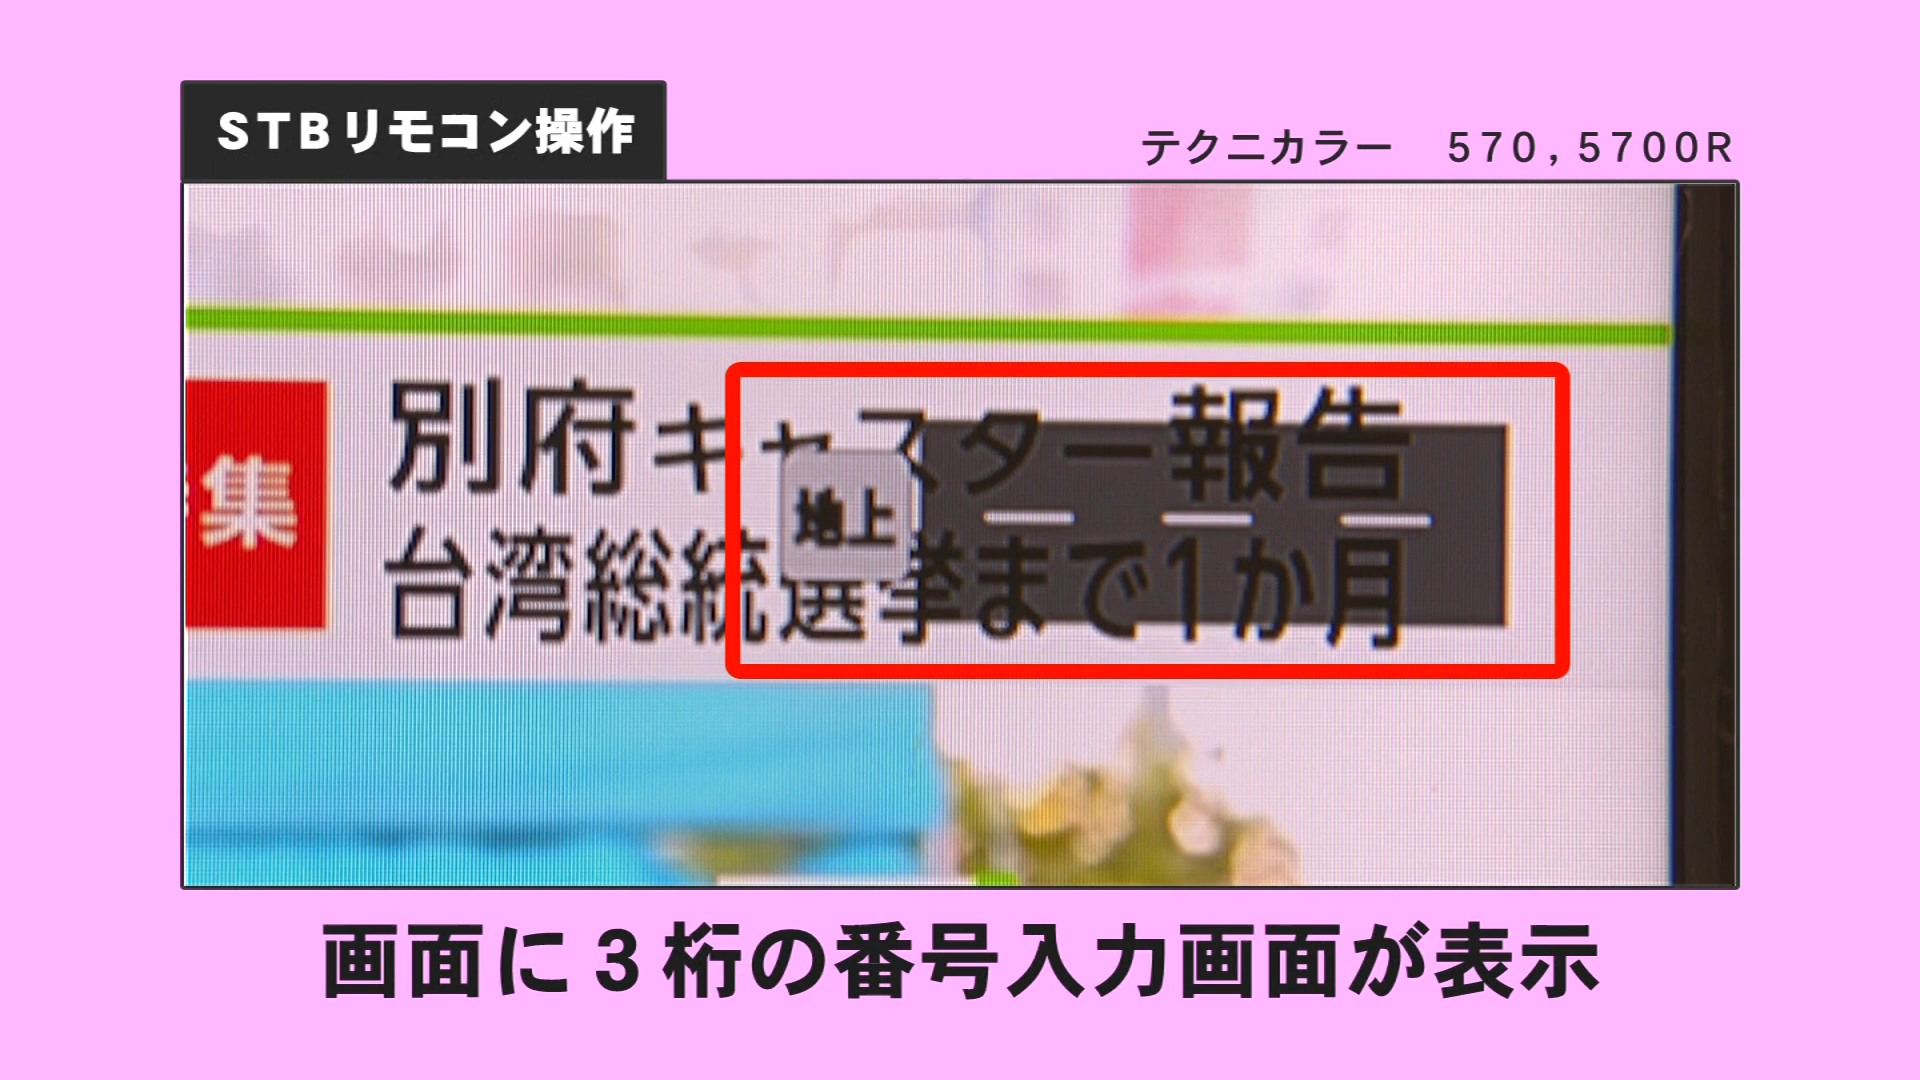 STBリモコン操作
テクニカラー　570,5700R
集
別府キャスター報告
地上
台湾総統選挙まで1か月
画面に3桁の番号入力画面が表示